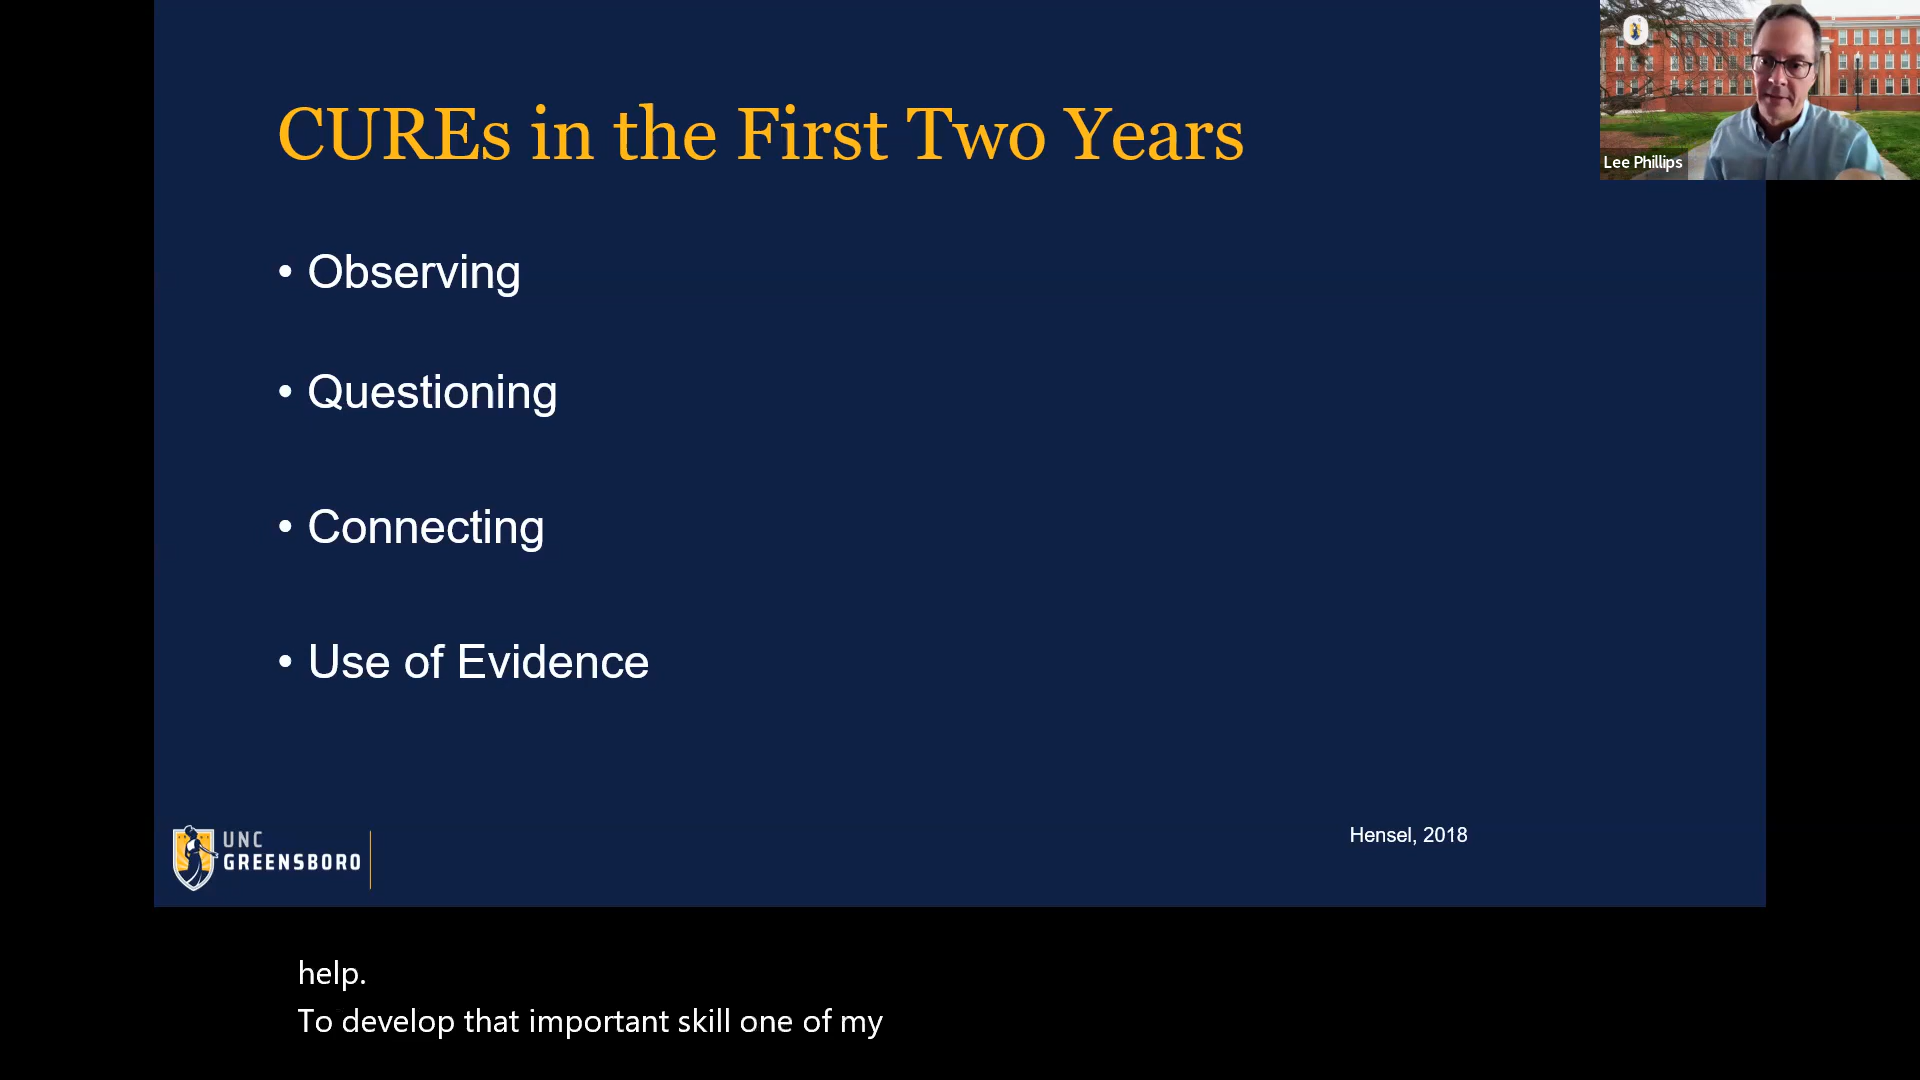 CUREs in the First Two Years
Lee Phillips
• Observing
• Questioning
• Connecting
• Use of Evidence
UNC
GREENSBORO
Hensel, 2018
help.
To develop that important skill one of my